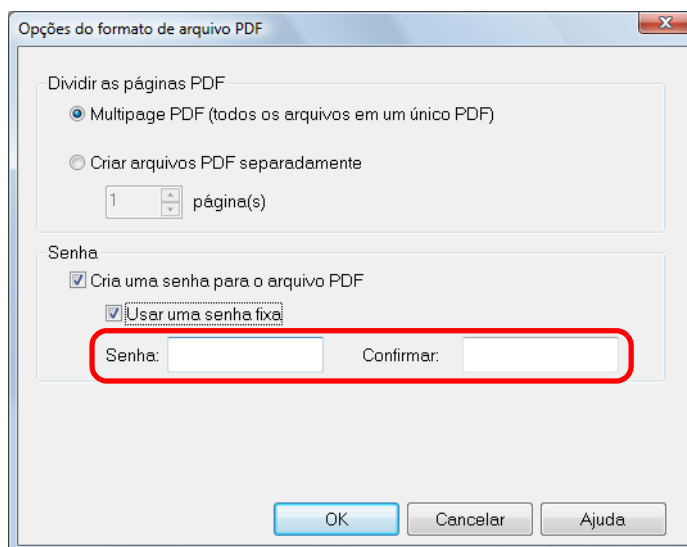 Opções do formato de arquivo PDF
Dividir as páginas PDF
Multipage PDF (todos os arquivos em um único PDF)
Criar arquivos PDF separadamente
1 página(s)
Senha
Cria uma senha para o arquivo PDF
Usar uma senha fixa
Senha: Confirmar:
OK Cancelar Ajuda